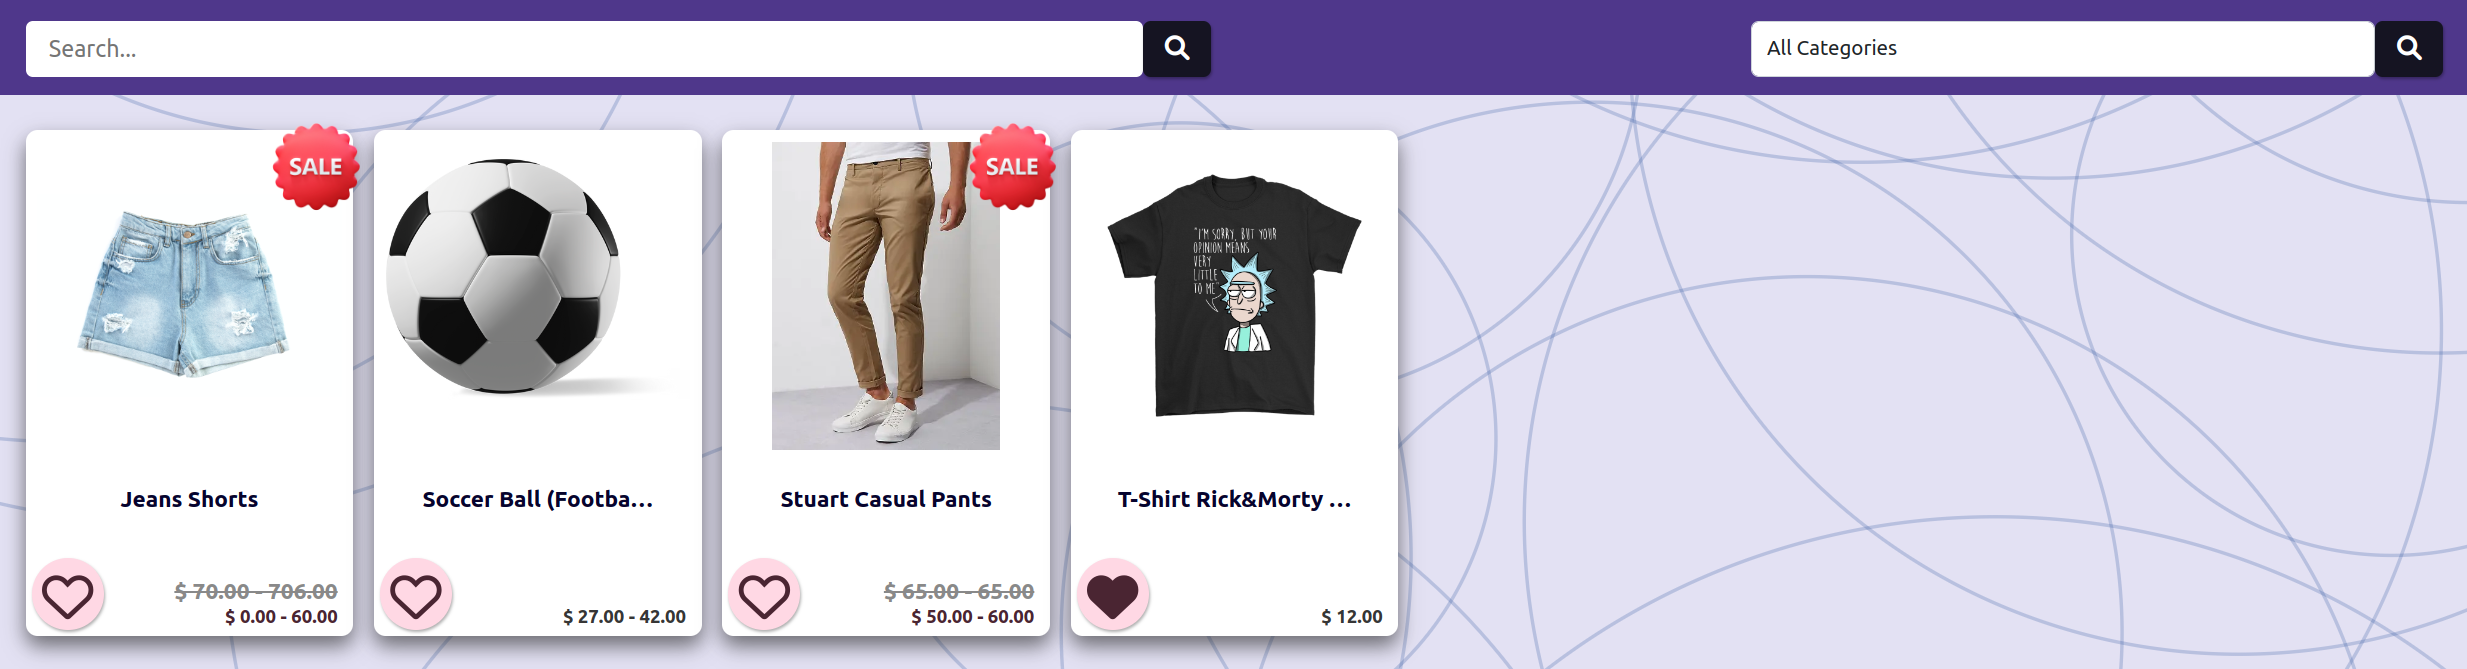 Search...
All Categories
SALE
Jeans Shorts
$ 70.00 - 706.00
$ 0.00 - 60.00
Soccer Ball (Footba...
$ 27.00 - 42.00
SALE
Stuart Casual Pants
$ 65.00 - 65.00
$ 50.00 - 60.00
"I'M SORRY, BUT YOUR
OPINION MEANS
VERY
LITTLE
TO ME"
T-Shirt Rick&Morty ...
$ 12.00